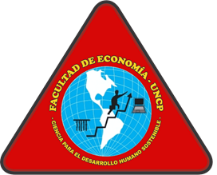 FACULTAD DE ECONOMÍA - UNCP
- CIENCIA PARA EL DESARROLLO HUMANO SOSTENIBLE -